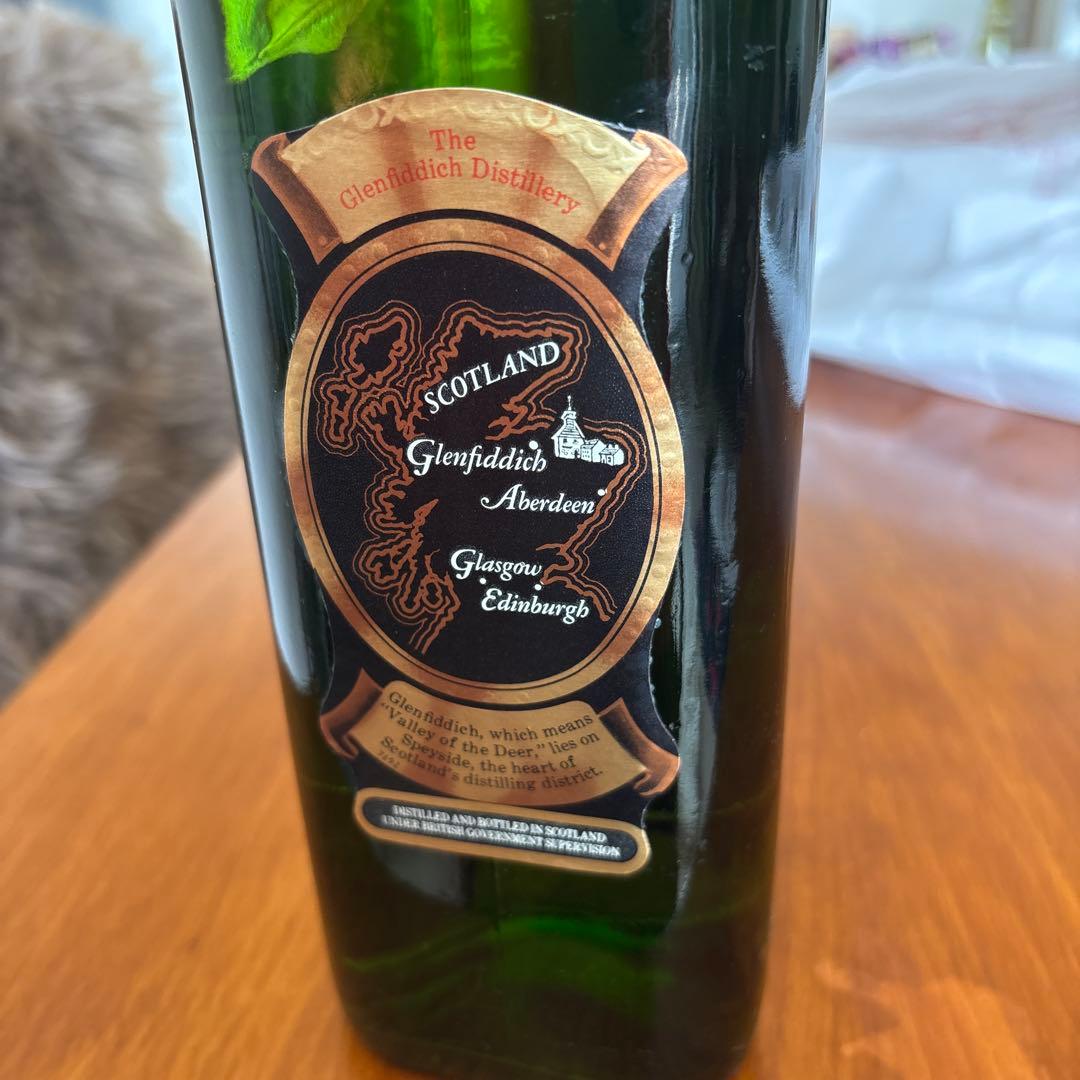 The
Glenfiddich Distillery
SCOTLAND
Glenfiddich
Aberdeen
Glasgow
Edinburgh
Glenfiddich, which means
"Valley of the Deer," lies on
Speyside, the heart of
Scotland's distilling district.
DISTILLED AND BOTTLED IN SCOTLAND
UNDER BRITISH GOVERNMENT SUPERVISION